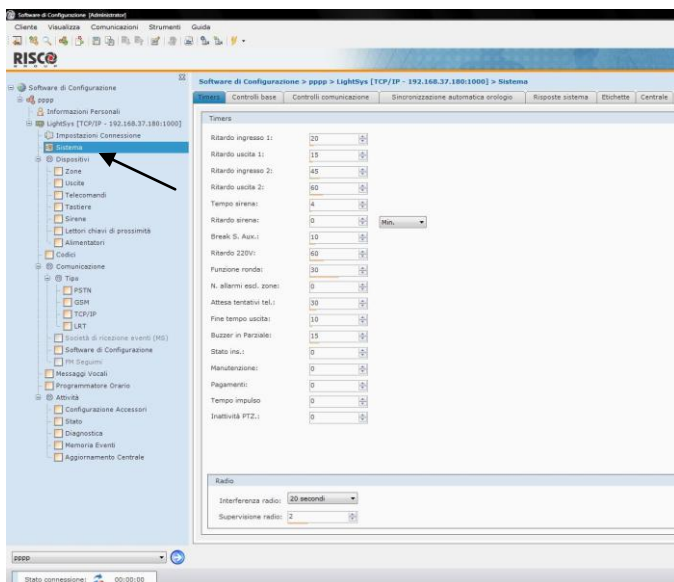 Software di Configurazione [Administrator]
Cliente Visualizza Comunicazioni Strumenti Guida
RISCO
GROUP
Software di Configurazione
pppp
Informazioni Personali
LightSys [TCP/IP - 192.168.37.180:1000]
Impostazioni Connessione
Sistema
Dispositivi
Zone
Uscite
Telecomandi
Tastiere
Sirene
Lettori chiavi di prossimità
Alimentatori
Codici
Comunicazione
Tipo
PSTN
GSM
TCP/IP
LRT
Società di ricezione eventi (MS)
Software di Configurazione
FM Seguimi
Messaggi Vocali
Programmatore Orario
Attività
Configurazione Accessori
Stato
Diagnostica
Memoria Eventi
Aggiornamento Centrale
pppp
Stato connessione: 00:00:00
Software di Configurazione > pppp > LightSys [TCP/IP - 192.168.37.180:1000] > Sistema
Timers Controlli base Controlli comunicazione Sincronizzazione automatica orologio Risposte sistema Etichette Centrale
Timers
Ritardo ingresso 1: 20
Ritardo uscita 1: 15
Ritardo ingresso 2: 45
Ritardo uscita 2: 60
Tempo sirena: 4
Ritardo sirena: 0 Min.
Break S. Aux.: 10
Ritardo 220V: 60
Funzione ronda: 30
N. allarmi escl. zone: 0
Attesa tentativi tel.: 30
Fine tempo uscita: 10
Buzzer in Parziale: 15
Stato ins.: 0
Manutenzione: 0
Pagamenti: 0
Tempo impulso 0
Inattività PTZ.: 0
Radio
Interferenza radio: 20 secondi
Supervisione radio: 2